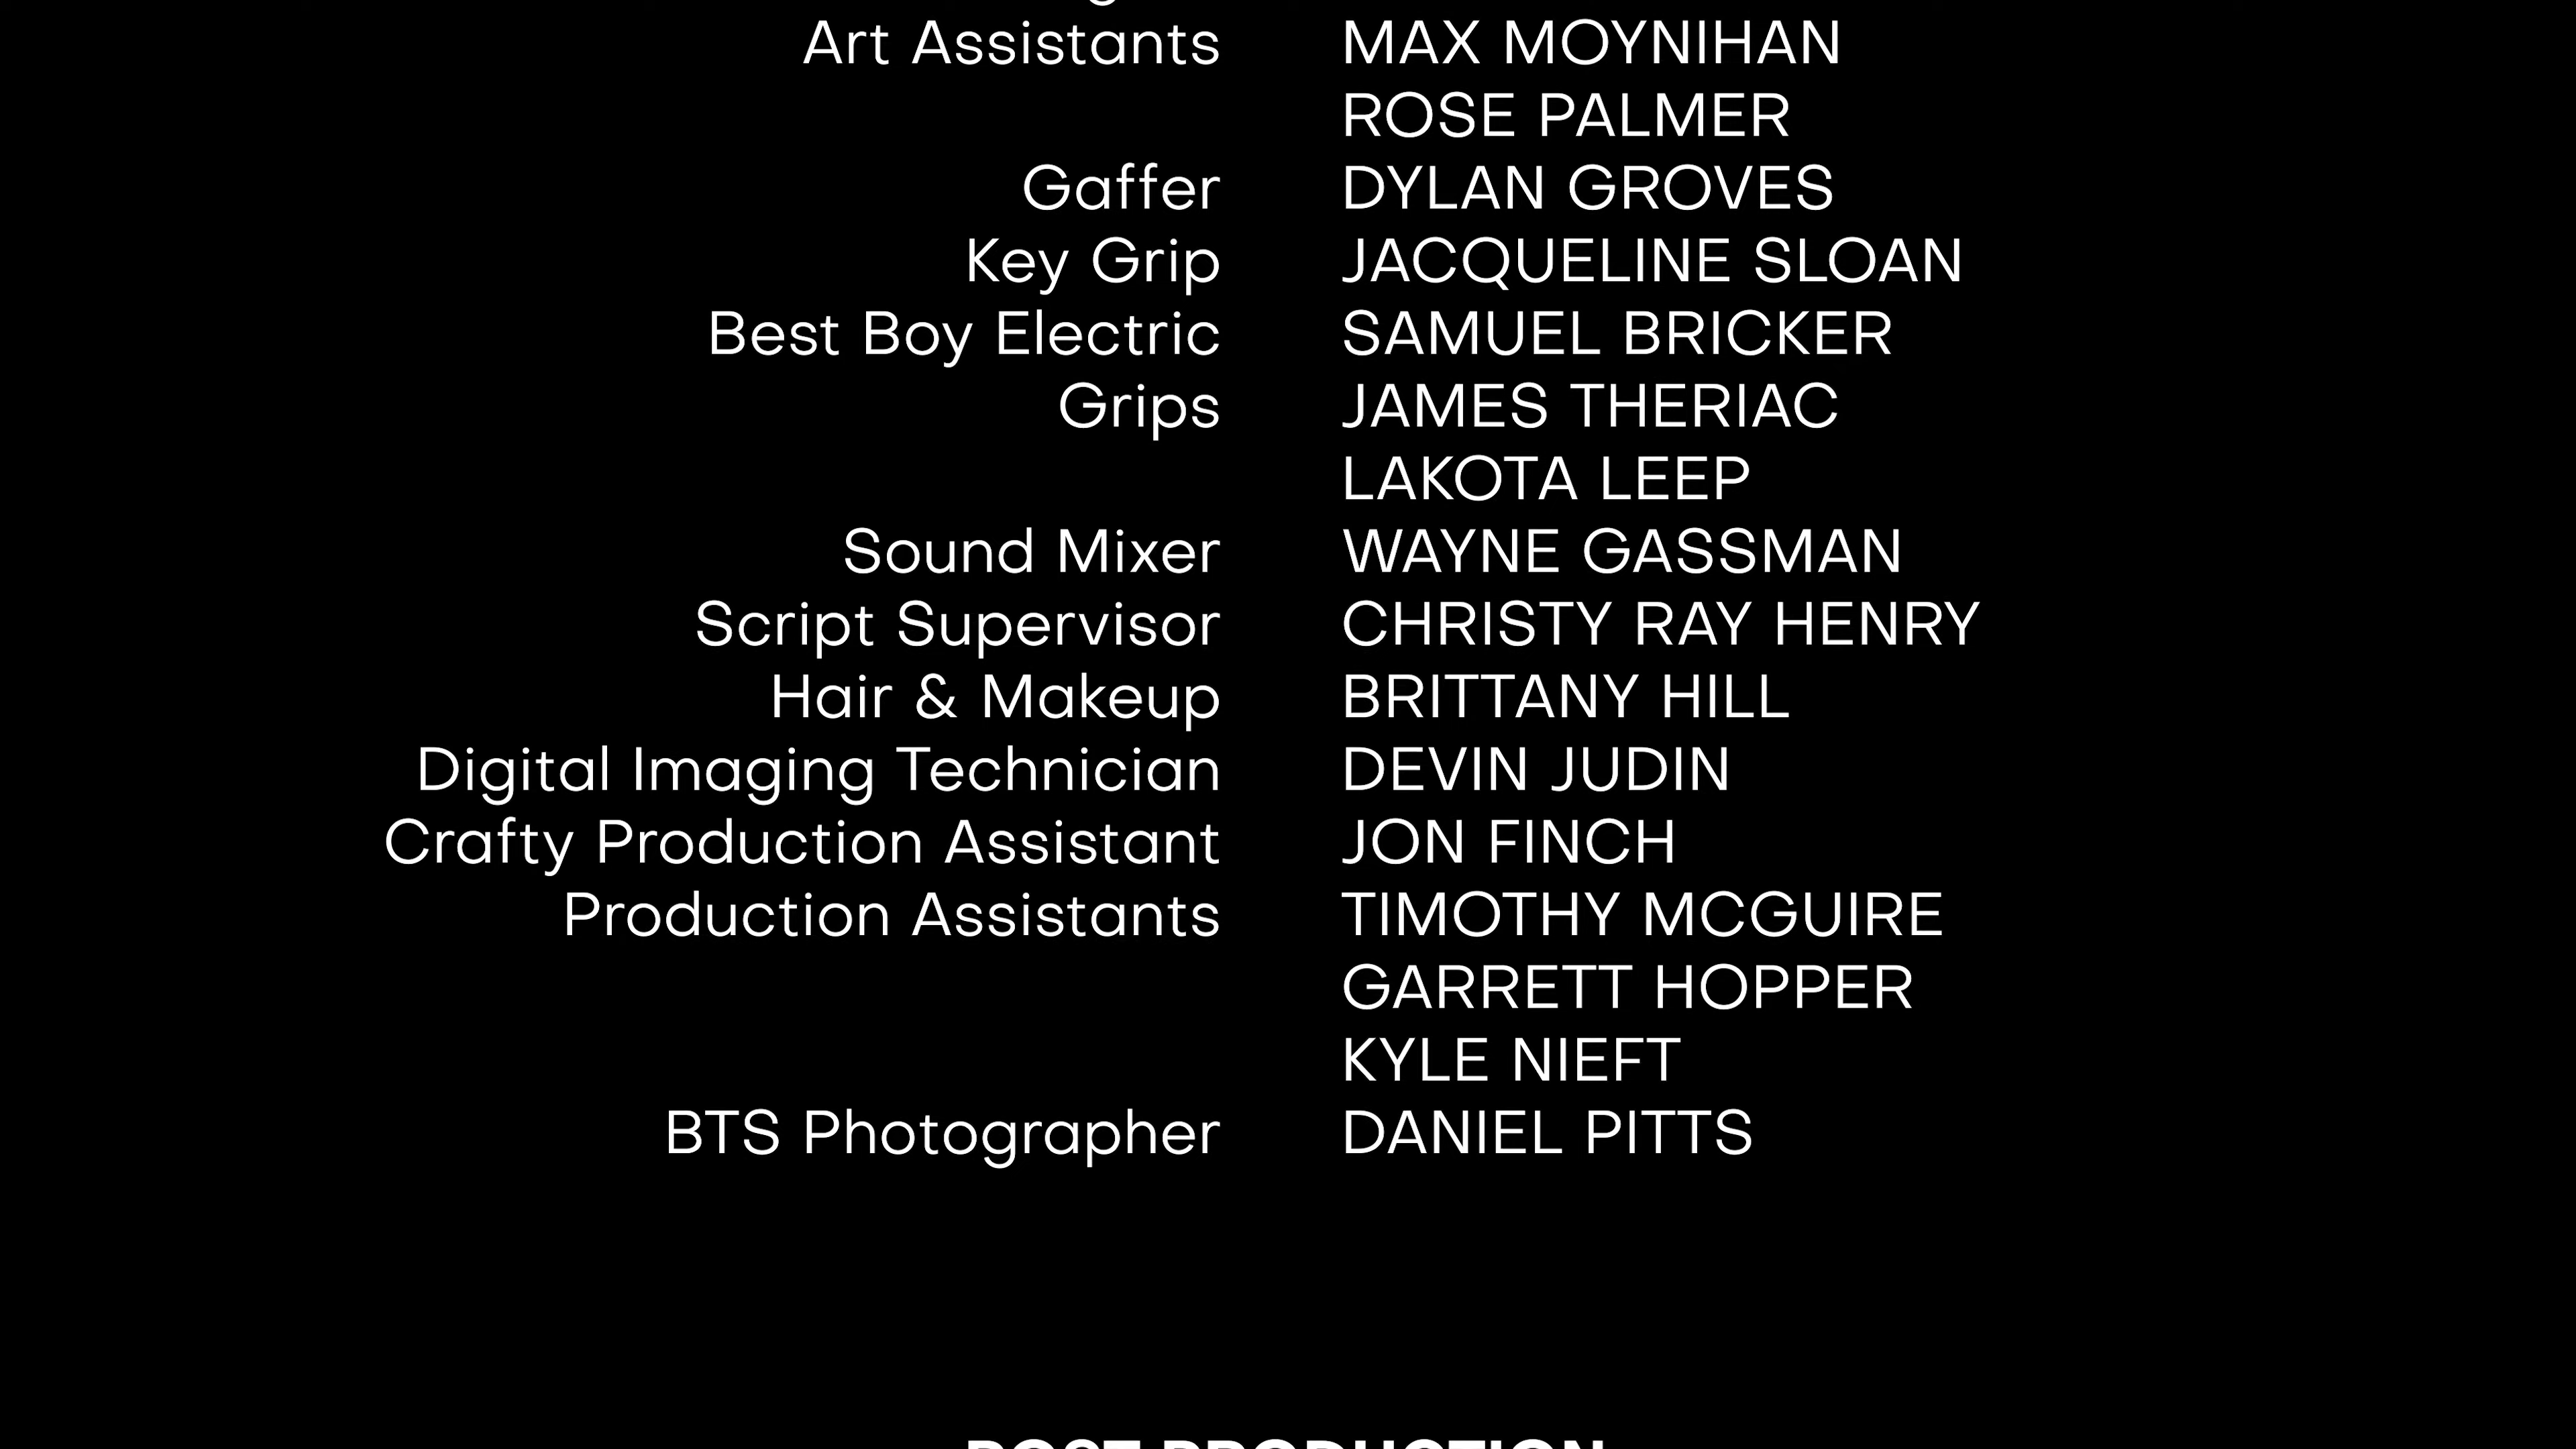 Art Assistants MAX MOYNIHAN
ROSE PALMER
Gaffer DYLAN GROVES
Key Grip JACQUELINE SLOAN
Best Boy Electric SAMUEL BRICKER
Grips JAMES THERIAC
LAKOTA LEEP
Sound Mixer WAYNE GASSMAN
Script Supervisor CHRISTY RAY HENRY
Hair & Makeup BRITTANY HILL
Digital Imaging Technician DEVIN JUDIN
Crafty Production Assistant JON FINCH
Production Assistants TIMOTHY MCGUIRE
GARRETT HOPPER
KYLE NIEFT
BTS Photographer DANIEL PITTS
POST PRODUCTION